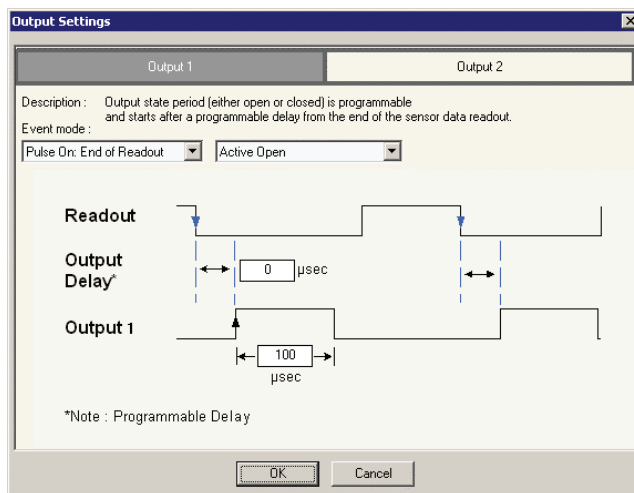 Output Settings
Output 1
Output 2
Description : Output state period (either open or closed) is programmable
and starts after a programmable delay from the end of the sensor data readout.
Event mode :
Pulse On: End of Readout
Active Open
Readout
Output
Delay*
0 µsec
Output 1
100
µsec
*Note : Programmable Delay
OK
Cancel